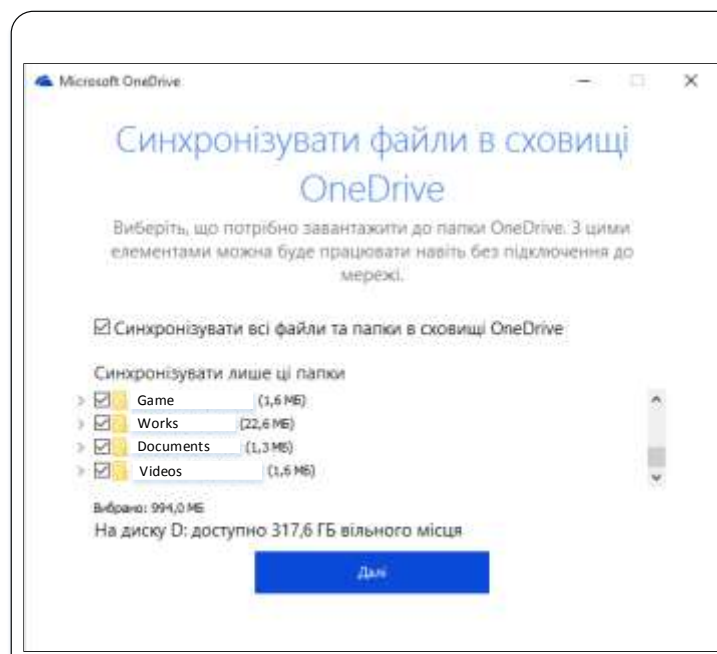 Microsoft OneDrive
Синхронізувати файли в сховищі
OneDrive
Виберіть, що потрібно завантажити до папки OneDrive. З цими
елементами можна буде працювати навіть без підключення до
мережі.
Синхронізувати всі файли та папки в сховищі OneDrive
Синхронізувати лише ці папки
Game (1,6 МБ)
Works (22,6 МБ)
Documents (1,3 МБ)
Videos (1,6 МБ)
Вибрано: 994,0 МБ
На диску D: доступно 317,6 ГБ вільного місця
Далі